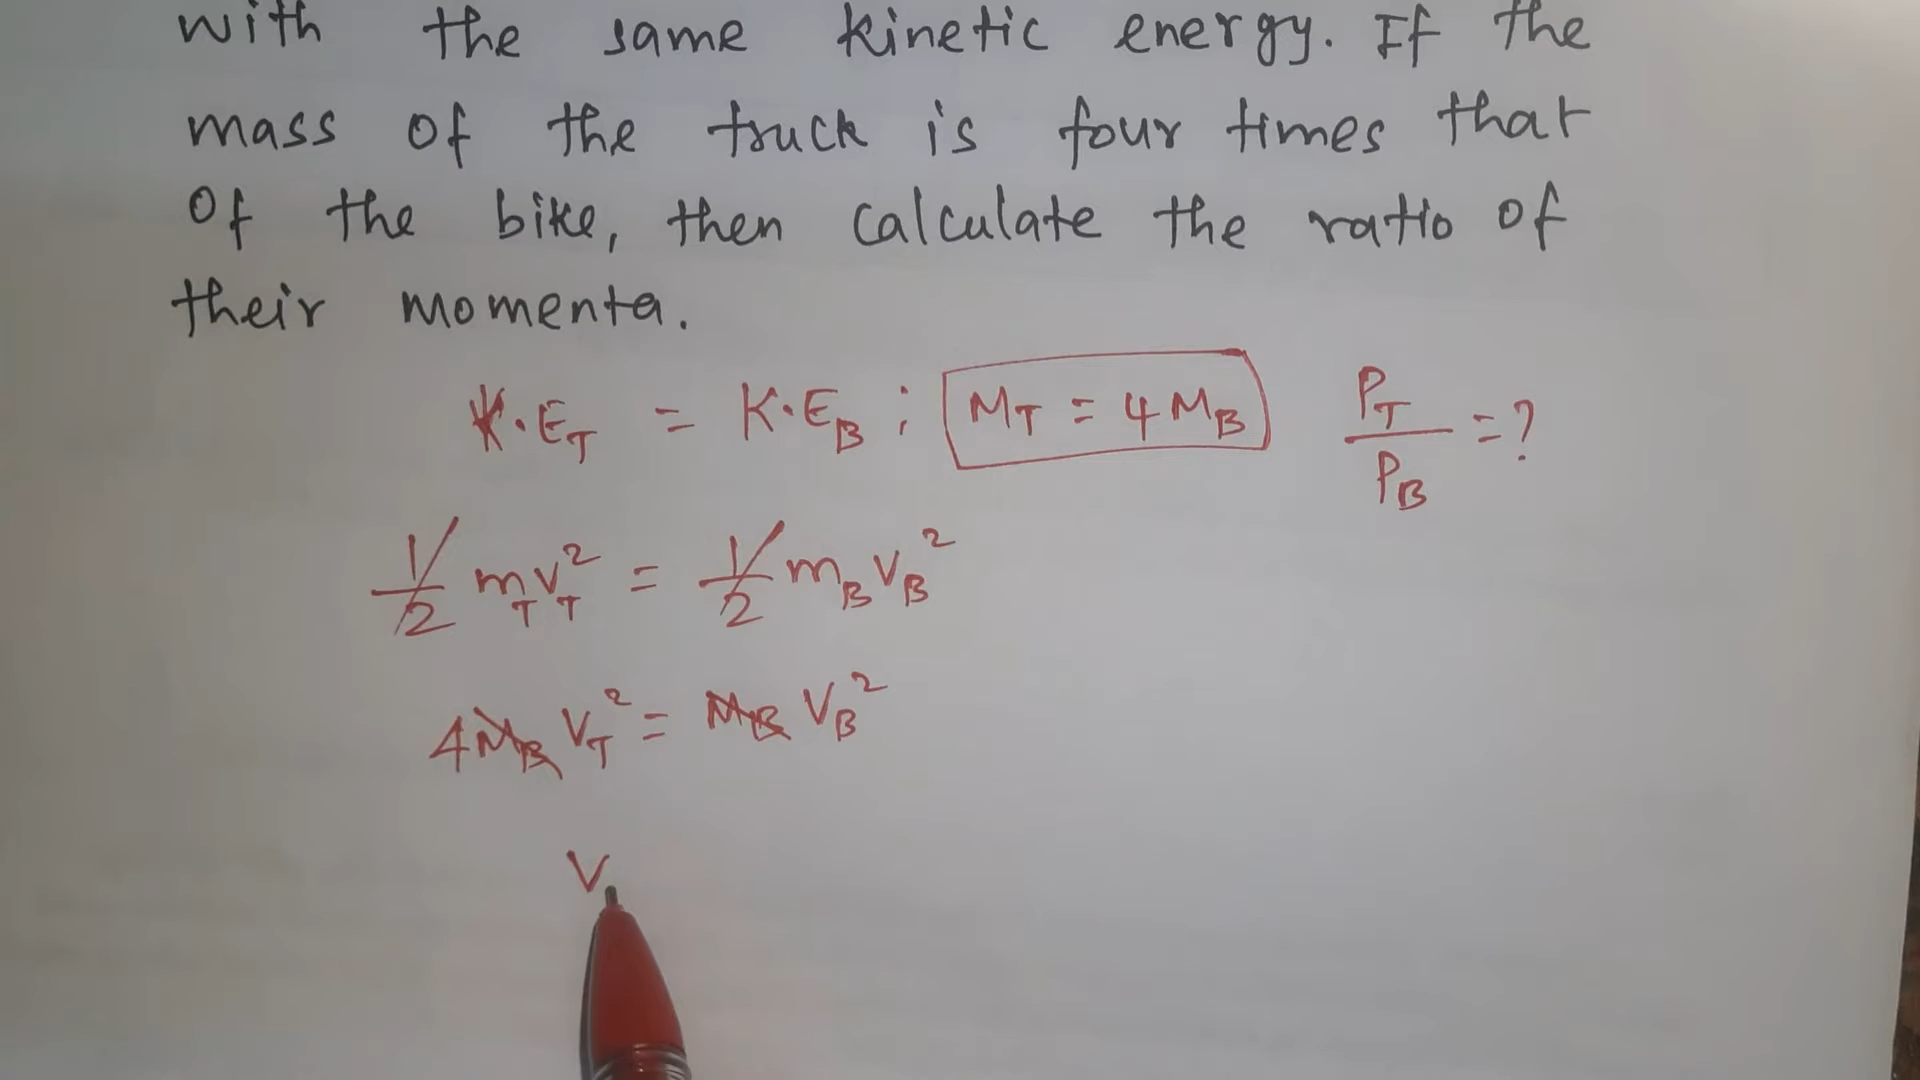 with the same kinetic energy. If the
mass of the truck is four times that
of the bike, then calculate the ratio of
their momenta.
K.E_T = K.E_B ; M_T = 4 M_B P_T/P_B = ?
1/2 m_T v_T^2 = 1/2 m_B v_B^2
4M_B V_T^2 = M_B V_B^2
V